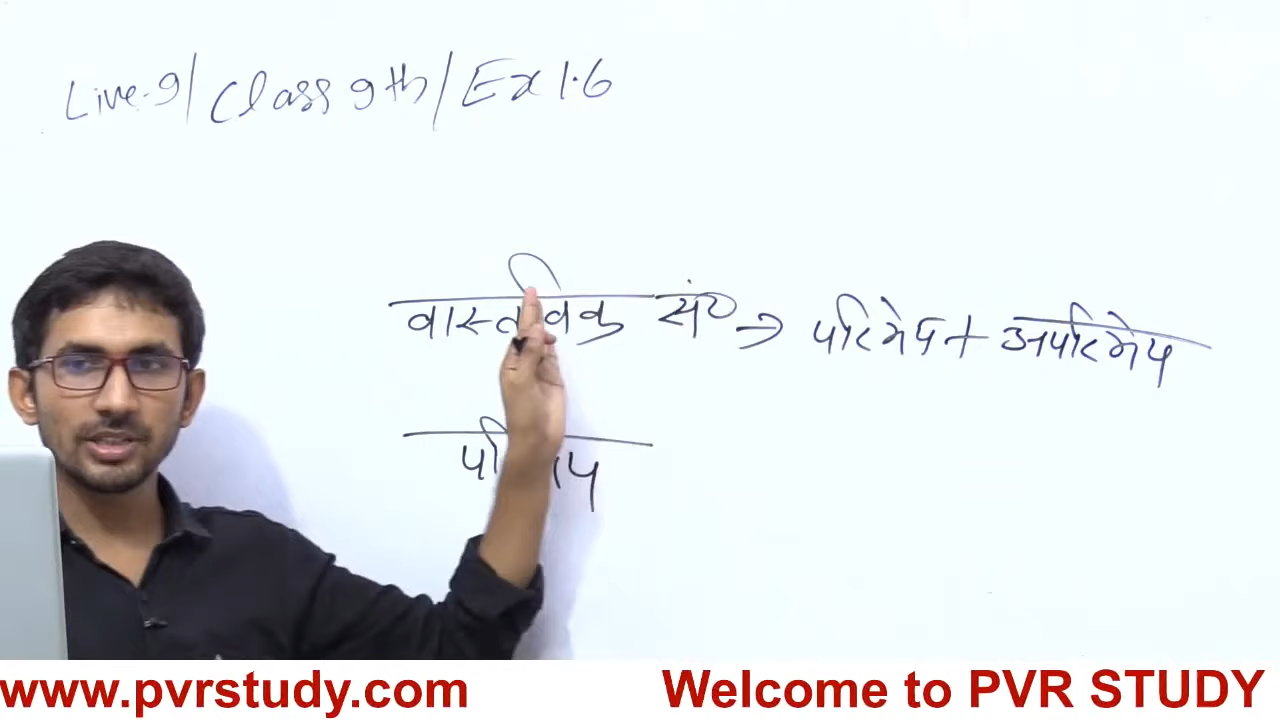 Live-9/ Class 9th/ Ex 1.6
वास्तविक सं० → परिमेय + अपरिमेय
www.pvrstudy.com Welcome to PVR STUDY